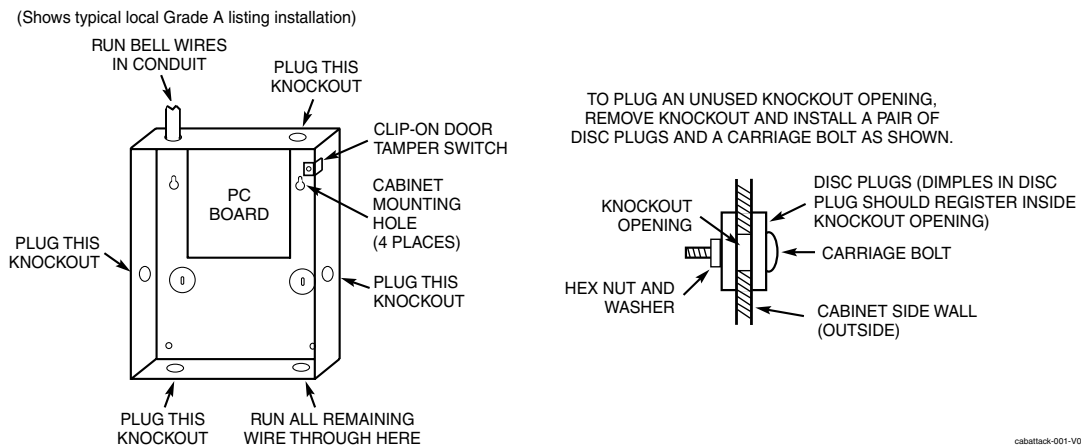 (Shows typical local Grade A listing installation)
RUN BELL WIRES
IN CONDUIT
PLUG THIS
KNOCKOUT
CLIP-ON DOOR
TAMPER SWITCH
CABINET
MOUNTING
HOLE
(4 PLACES)
PC
BOARD
PLUG THIS
KNOCKOUT
PLUG THIS
KNOCKOUT
PLUG THIS
KNOCKOUT
RUN ALL REMAINING
WIRE THROUGH HERE
TO PLUG AN UNUSED KNOCKOUT OPENING,
REMOVE KNOCKOUT AND INSTALL A PAIR OF
DISC PLUGS AND A CARRIAGE BOLT AS SHOWN.
KNOCKOUT
OPENING
DISC PLUGS (DIMPLES IN DISC
PLUG SHOULD REGISTER INSIDE
KNOCKOUT OPENING)
CARRIAGE BOLT
HEX NUT AND
WASHER
CABINET SIDE WALL
(OUTSIDE)
cabattack-001-V0